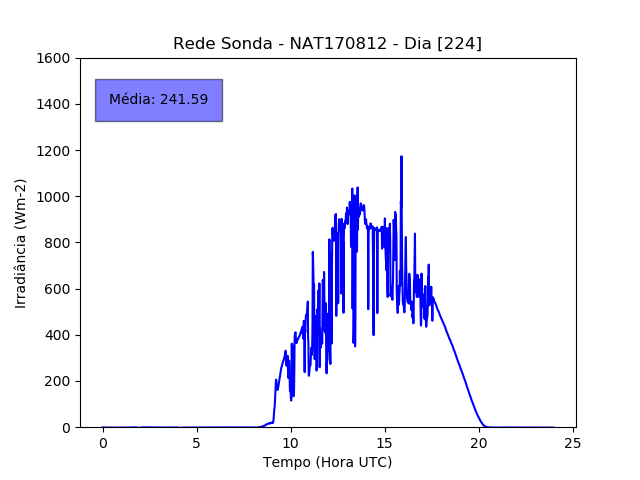 Rede Sonda - NAT170812 - Dia [224]
1600
Média: 241.59
1400
1200
1000
800
600
400
200
0
Irradiância (Wm-2)
0 5 10 15 20 25
Tempo (Hora UTC)